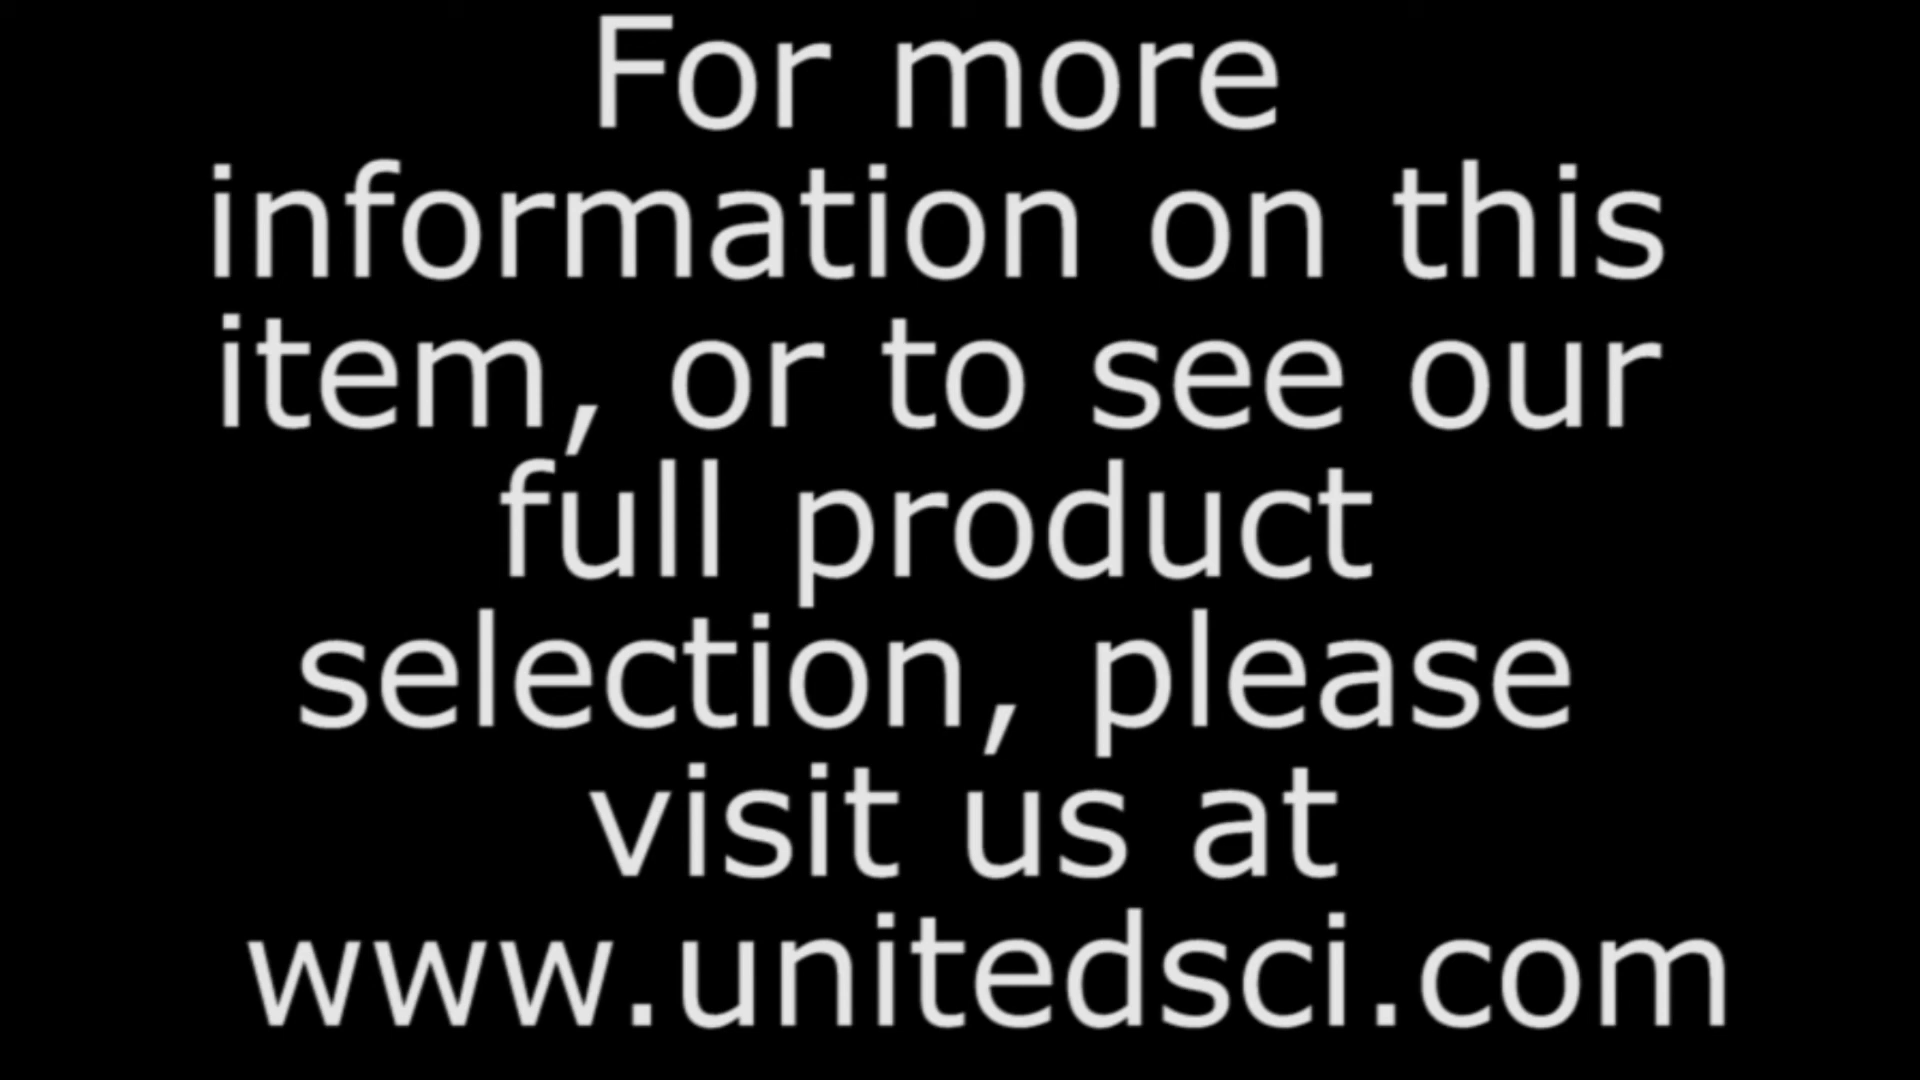 For more
information on this
item, or to see our
full product
selection, please
visit us at
www.unitedsci.com